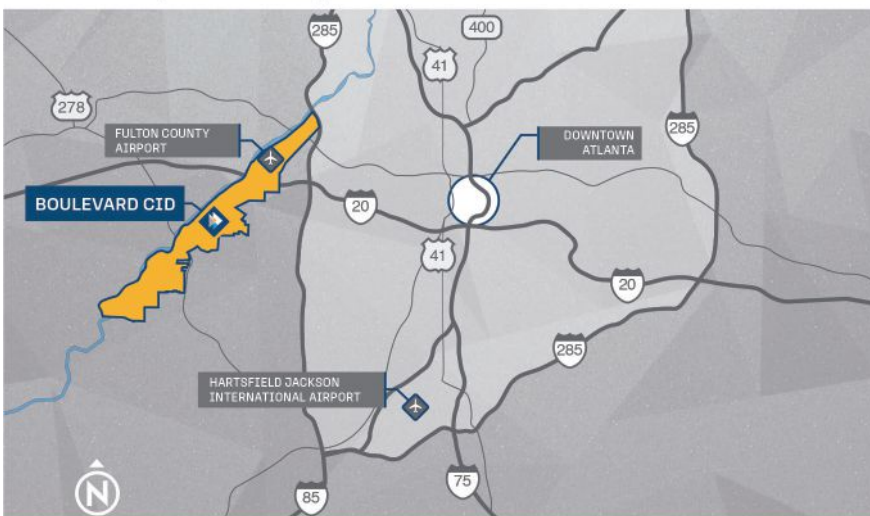 285
400
41
278
FULTON COUNTY
AIRPORT
DOWNTOWN
ATLANTA
285
BOULEVARD CID
20
41
20
285
HARTSFIELD JACKSON
INTERNATIONAL AIRPORT
N
85
75